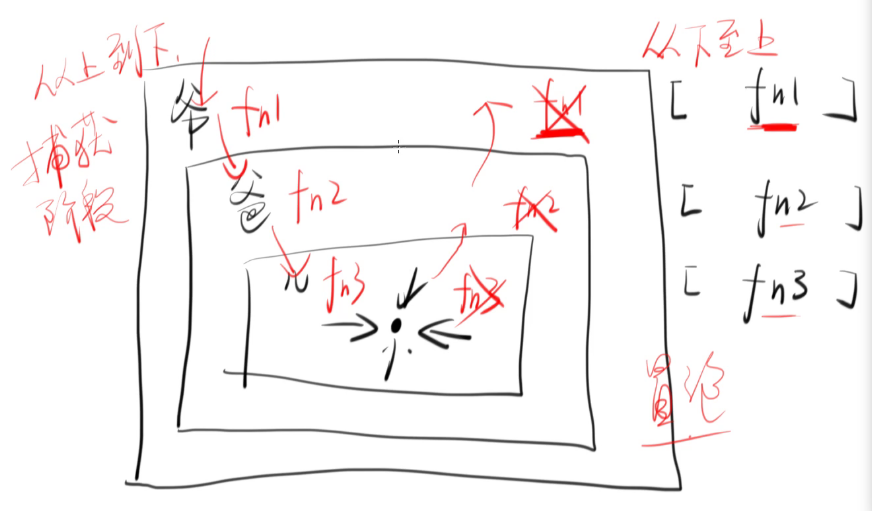 从上到下.
捕获
阶段
爷 fn1 fn1
爸 fn2 fn2
儿 fn3 fn3
从下至上
[ fn1 ]
[ fn2 ]
[ fn3 ]
冒泡